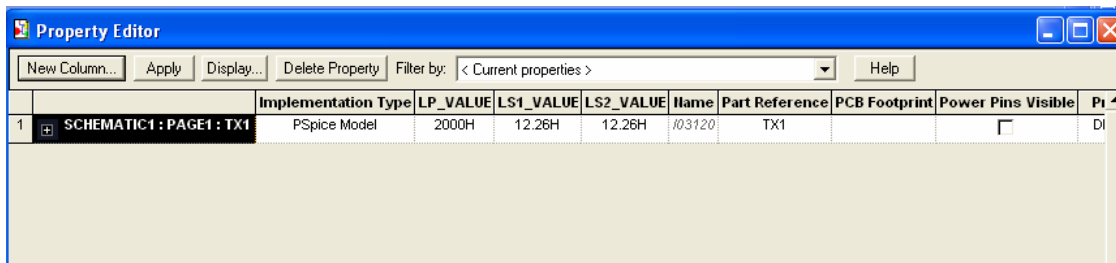 Property Editor
New Column... Apply Display... Delete Property Filter by: < Current properties > Help
Implementation Type LP_VALUE LS1_VALUE LS2_VALUE Name Part Reference PCB Footprint Power Pins Visible
1 SCHEMATIC1 : PAGE1 : TX1 PSpice Model 2000H 12.26H 12.26H I03120 TX1